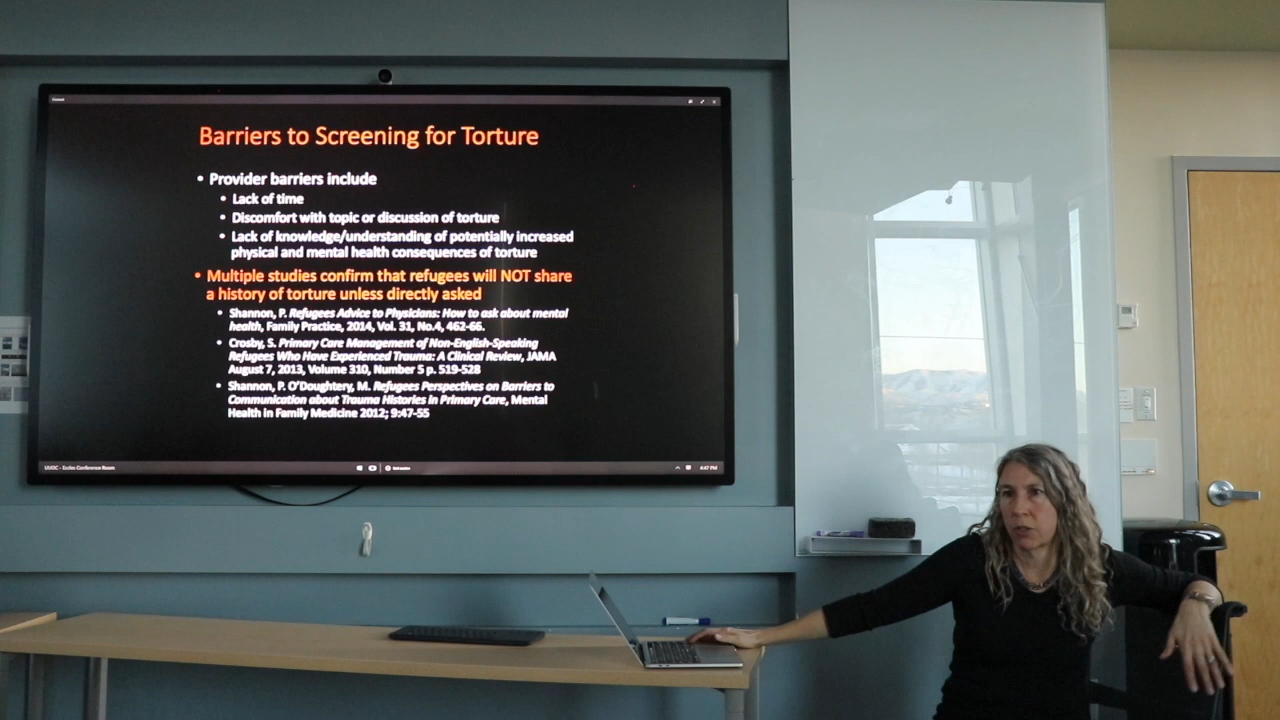 Barriers to Screening for Torture
• Provider barriers include
• Lack of time
• Discomfort with topic or discussion of torture
• Lack of knowledge/understanding of potentially increased
physical and mental health consequences of torture
• Multiple studies confirm that refugees will NOT share
a history of torture unless directly asked
• Shannon, P. Refugees Advice to Physicians: How to ask about mental
health, Family Practice, 2014, Vol. 31, No.4, 462-66.
• Crosby, S. Primary Care Management of Non-English-Speaking
Refugees Who Have Experienced Trauma: A Clinical Review, JAMA
August 7, 2013, Volume 310, Number 5 p. 519-528
• Shannon, P. O'Doughtery, M. Refugees Perspectives on Barriers to
Communication about Trauma Histories in Primary Care, Mental
Health in Family Medicine 2012; 9:47-55
Eccles Conference Room
4:47 PM